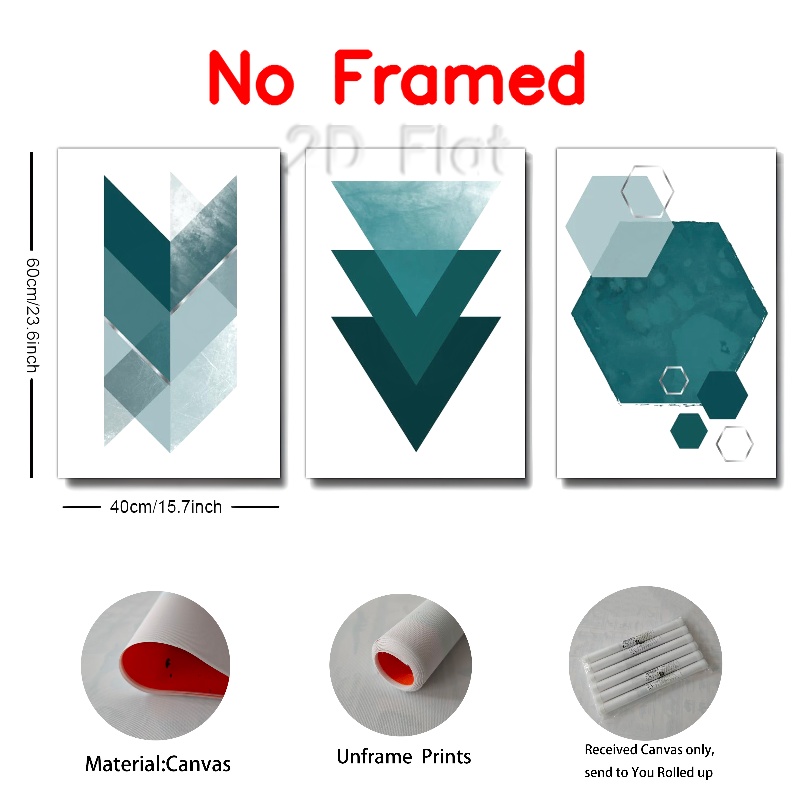 No Framed
2D Flat
60cm/23.6inch
40cm/15.7inch
Material:Canvas
Unframe Prints
Received Canvas only,
send to You Rolled up